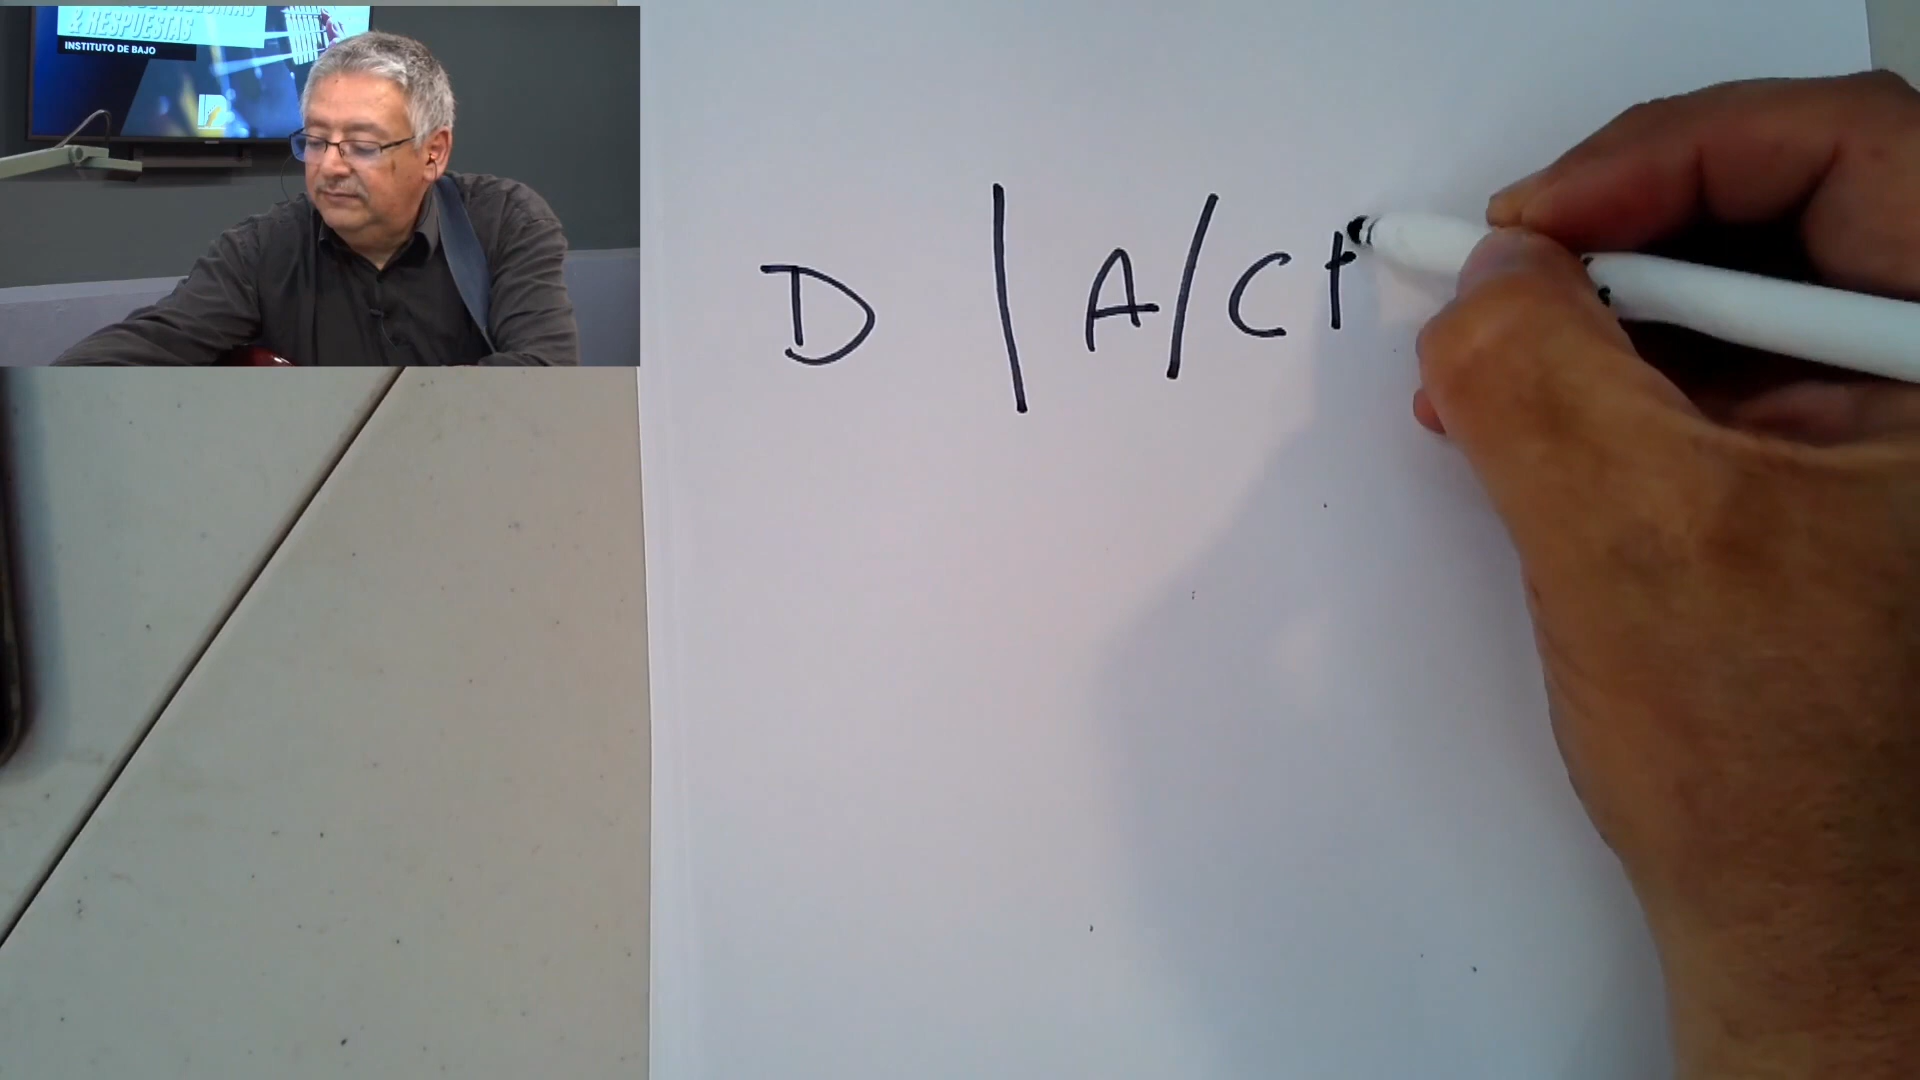 & RESPUESTAS
INSTITUTO DE BAJO
D | A/C